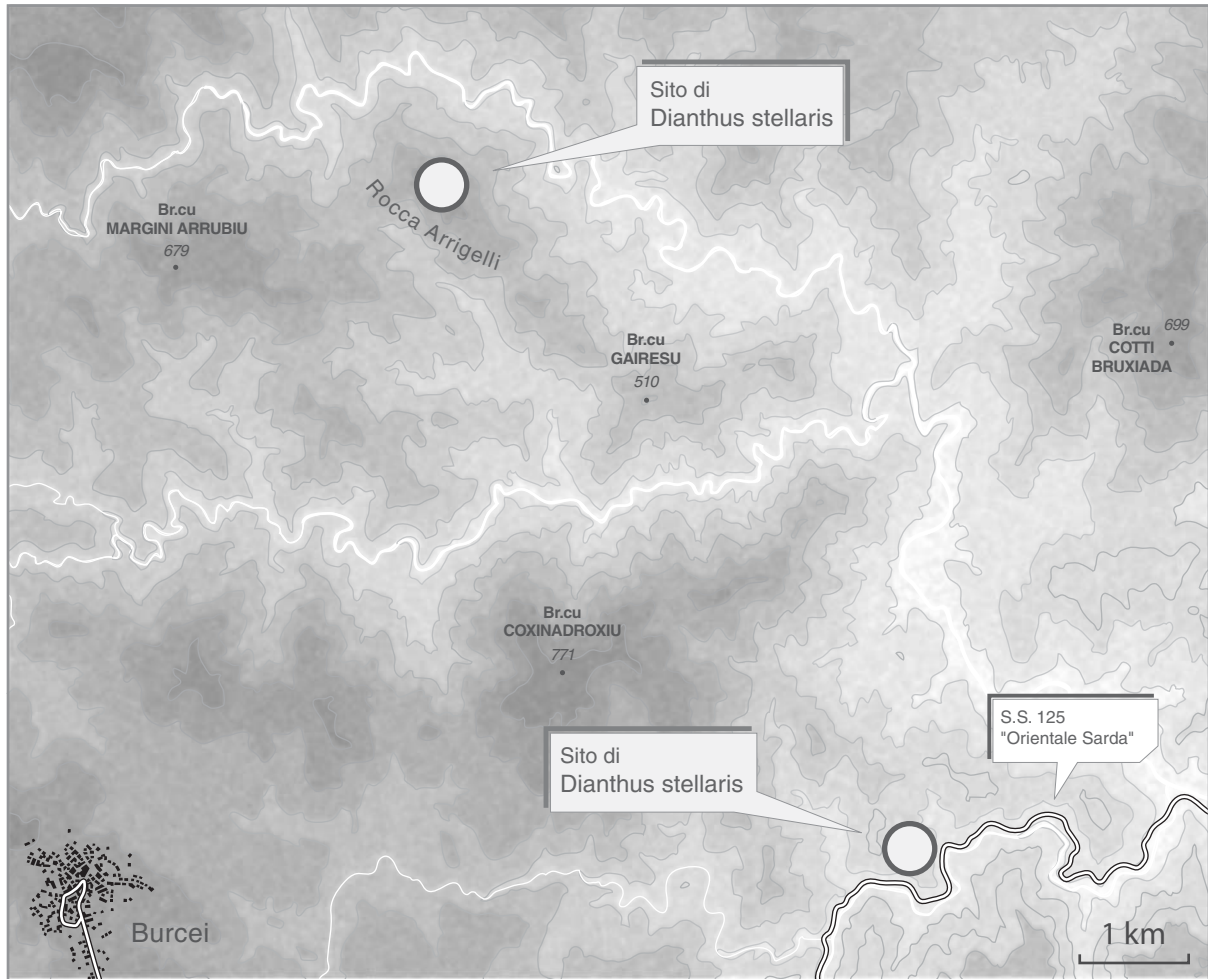 Sito di
Dianthus stellaris
Rocca Arrigelli
Br.cu
MARGINI ARRUBIU
679
Br.cu
GAIRESU
510
Br.cu 699
COTTI
BRUXIADA
Br.cu
COXINADROXIU
771
S.S. 125
"Orientale Sarda"
Sito di
Dianthus stellaris
Burcei
1 km